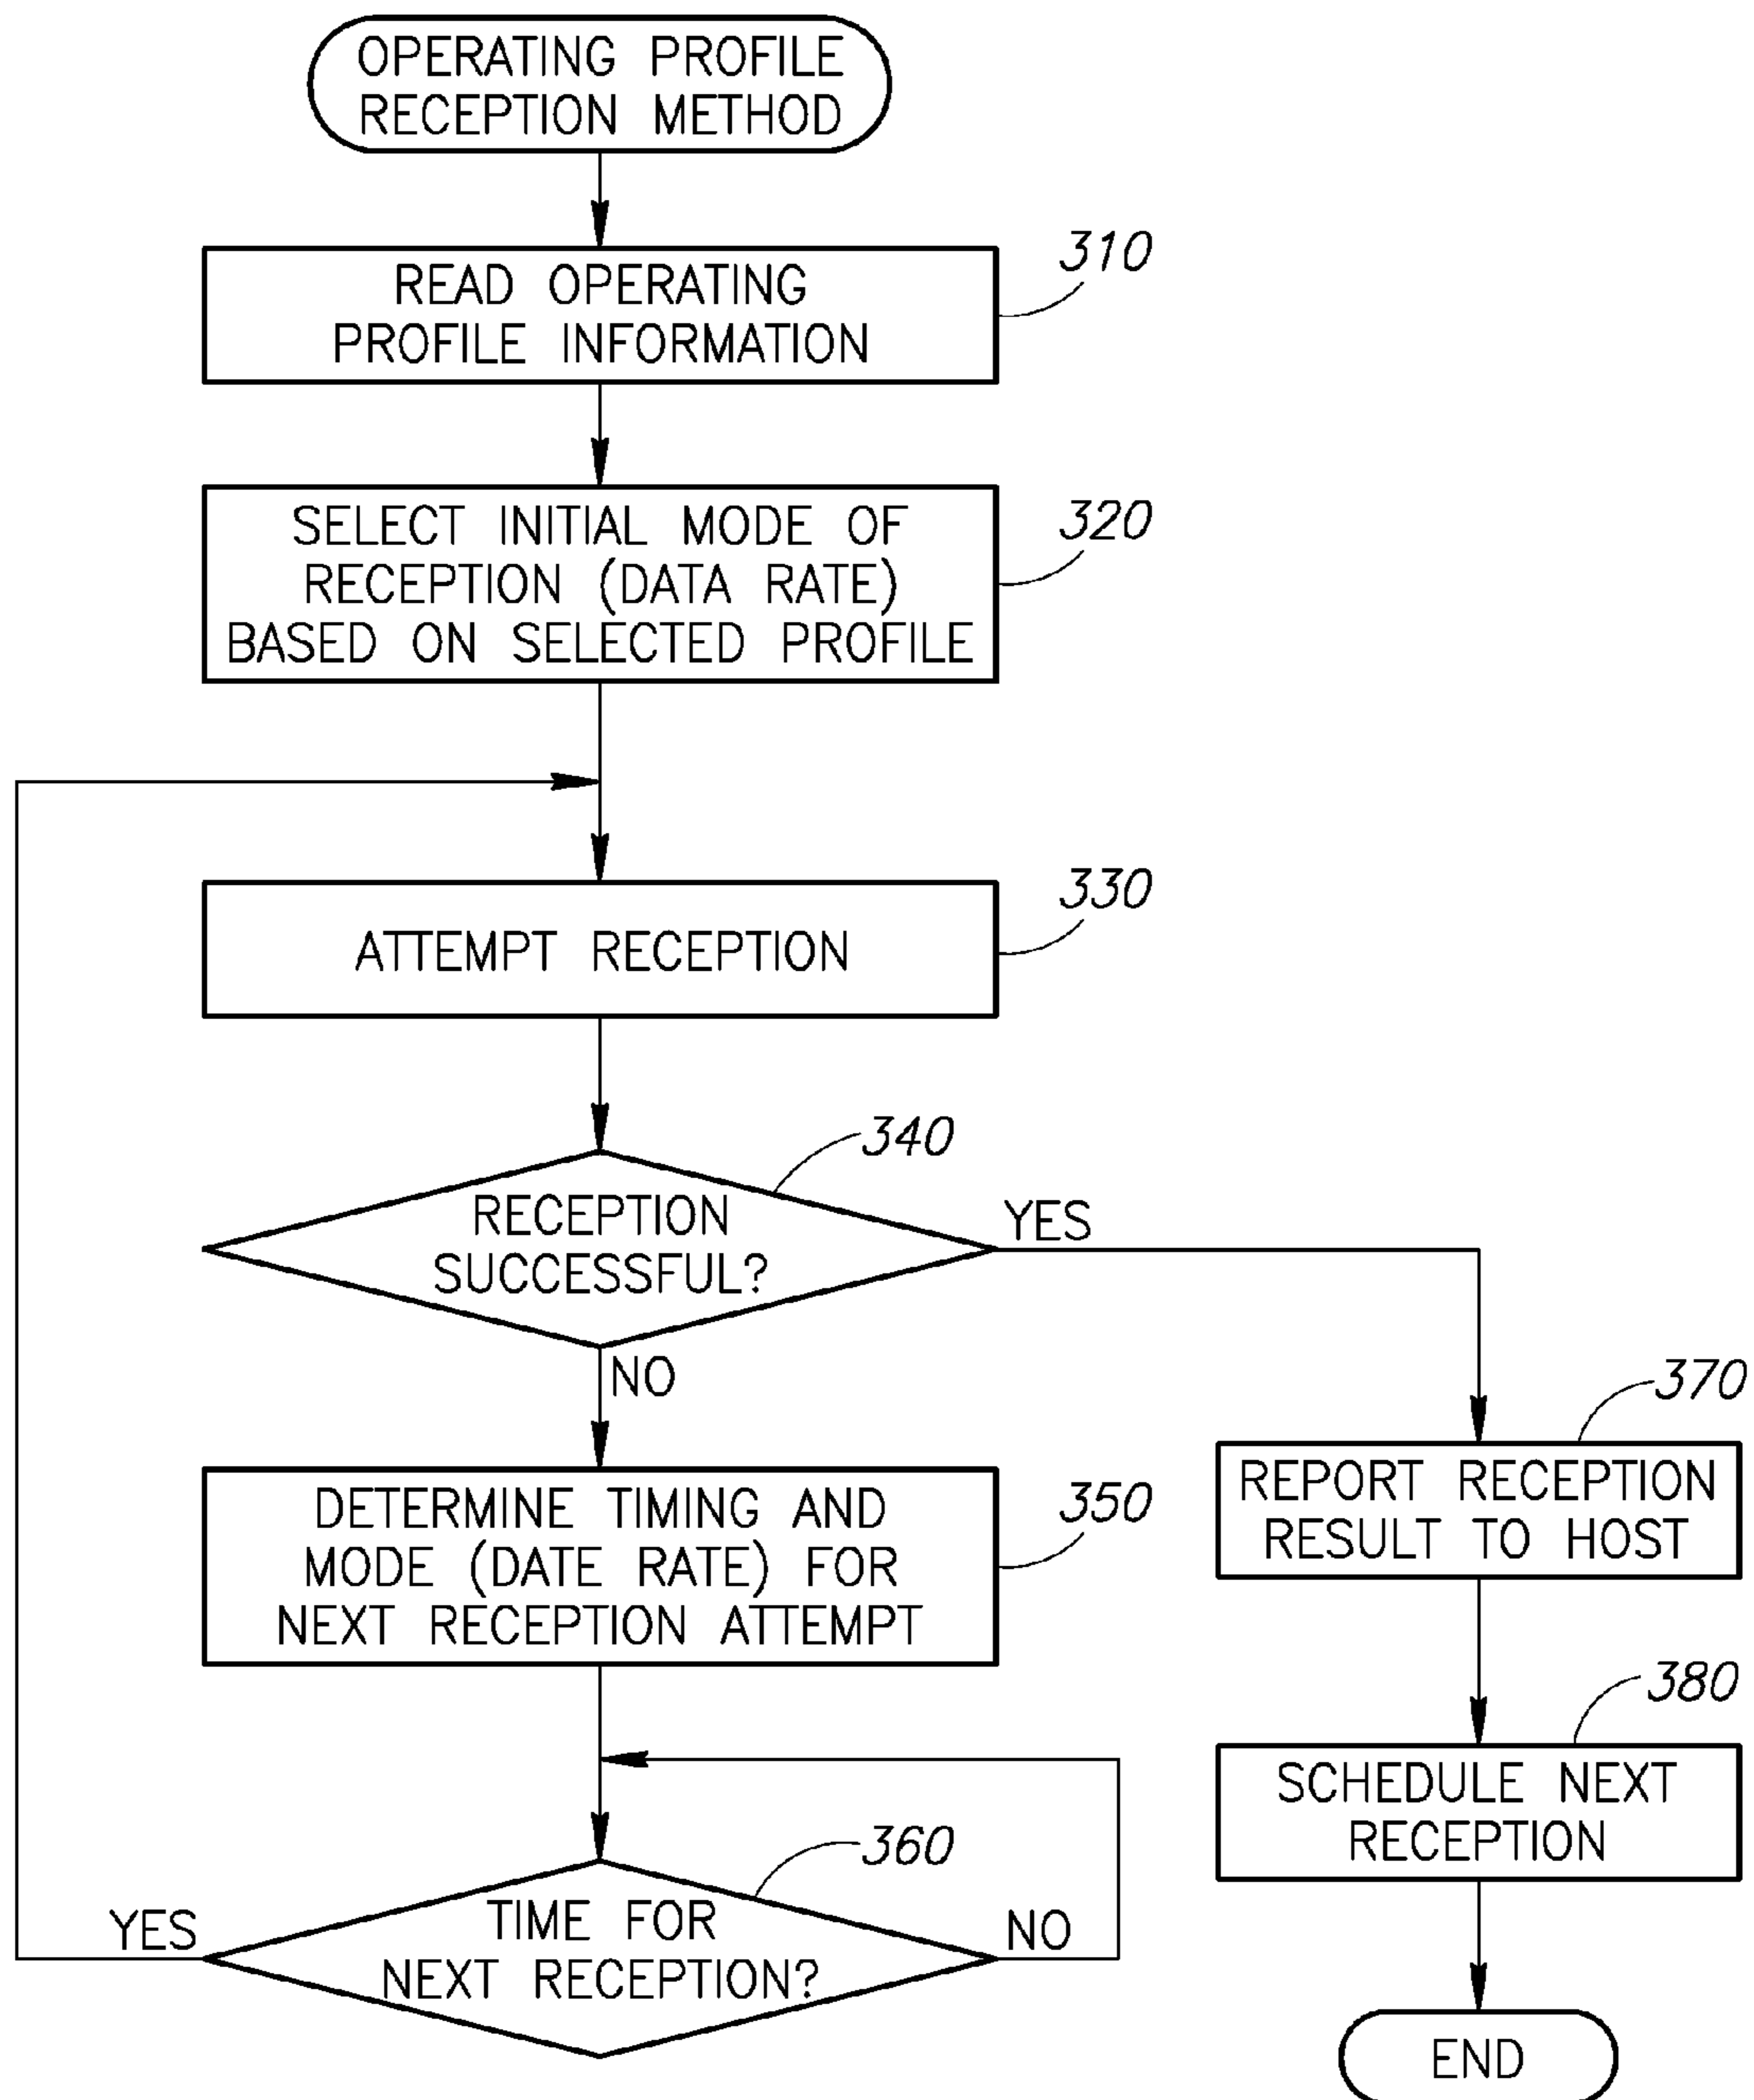 OPERATING PROFILE
RECEPTION METHOD
310
READ OPERATING
PROFILE INFORMATION
320
SELECT INITIAL MODE OF
RECEPTION (DATA RATE)
BASED ON SELECTED PROFILE
330
ATTEMPT RECEPTION
340
RECEPTION
SUCCESSFUL?
YES
NO
350
DETERMINE TIMING AND
MODE (DATE RATE) FOR
NEXT RECEPTION ATTEMPT
360
TIME FOR
NEXT RECEPTION?
YES
NO
370
REPORT RECEPTION
RESULT TO HOST
380
SCHEDULE NEXT
RECEPTION
END